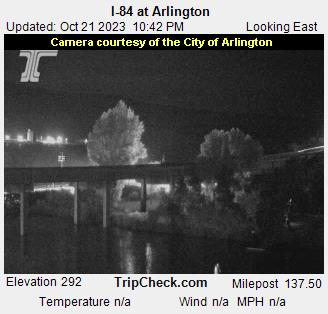 I-84 at Arlington
Updated: Oct 21 2023 10:42 PM Looking East
Camera courtesy of the City of Arlington
Elevation 292 TripCheck.com Milepost 137.50
Temperature n/a Wind n/a MPH n/a